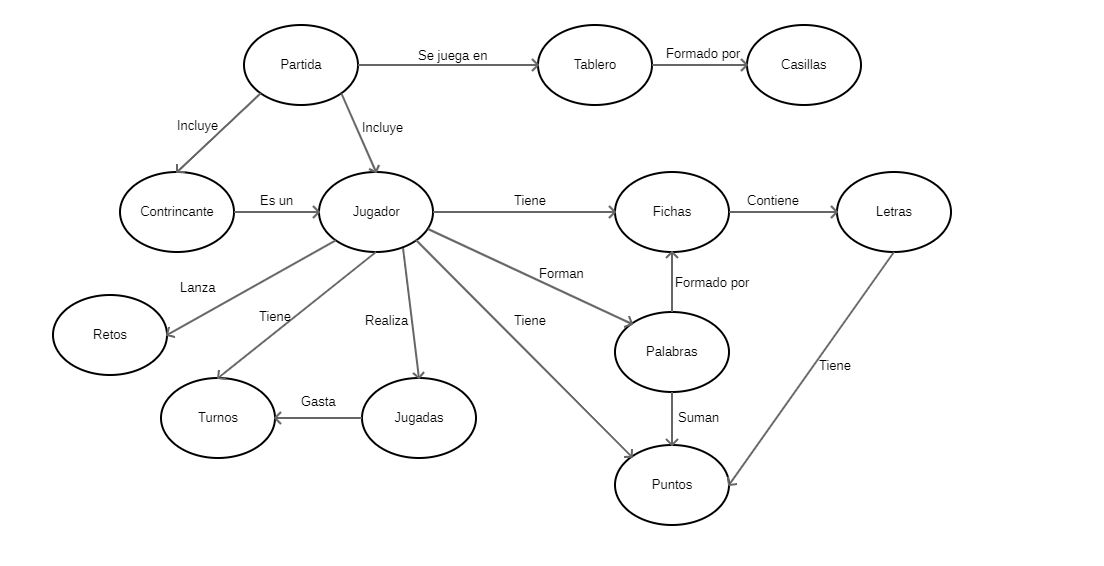 Partida
Se juega en
Tablero
Formado por
Casillas
Incluye
Incluye
Contrincante
Es un
Jugador
Tiene
Fichas
Contiene
Letras
Lanza
Tiene
Realiza
Tiene
Forman
Formado por
Retos
Palabras
Tiene
Turnos
Gasta
Jugadas
Suman
Puntos